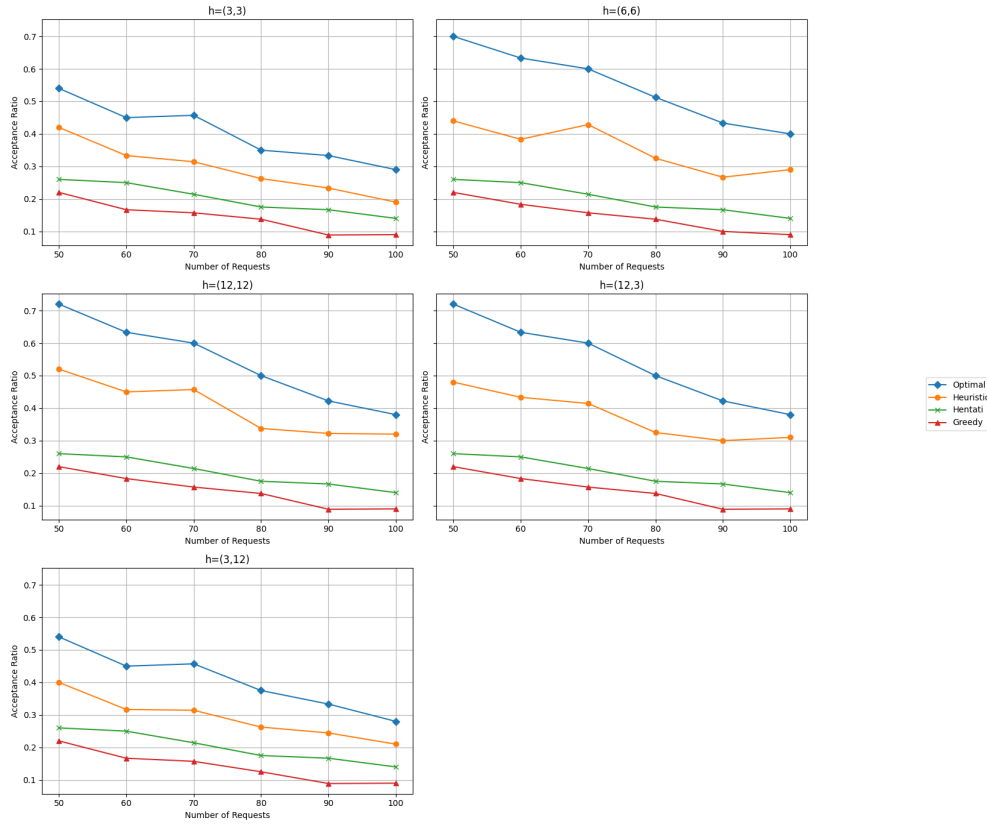 h=(3,3)
Acceptance Ratio
0.7
0.6
0.5
0.4
0.3
0.2
0.1
50 60 70 80 90 100
Number of Requests
h=(6,6)
Acceptance Ratio
50 60 70 80 90 100
Number of Requests
h=(12,12)
Acceptance Ratio
0.7
0.6
0.5
0.4
0.3
0.2
0.1
50 60 70 80 90 100
Number of Requests
h=(12,3)
Acceptance Ratio
50 60 70 80 90 100
Number of Requests
Optimal
Heuristic
Hentati
Greedy
h=(3,12)
Acceptance Ratio
0.7
0.6
0.5
0.4
0.3
0.2
0.1
50 60 70 80 90 100
Number of Requests